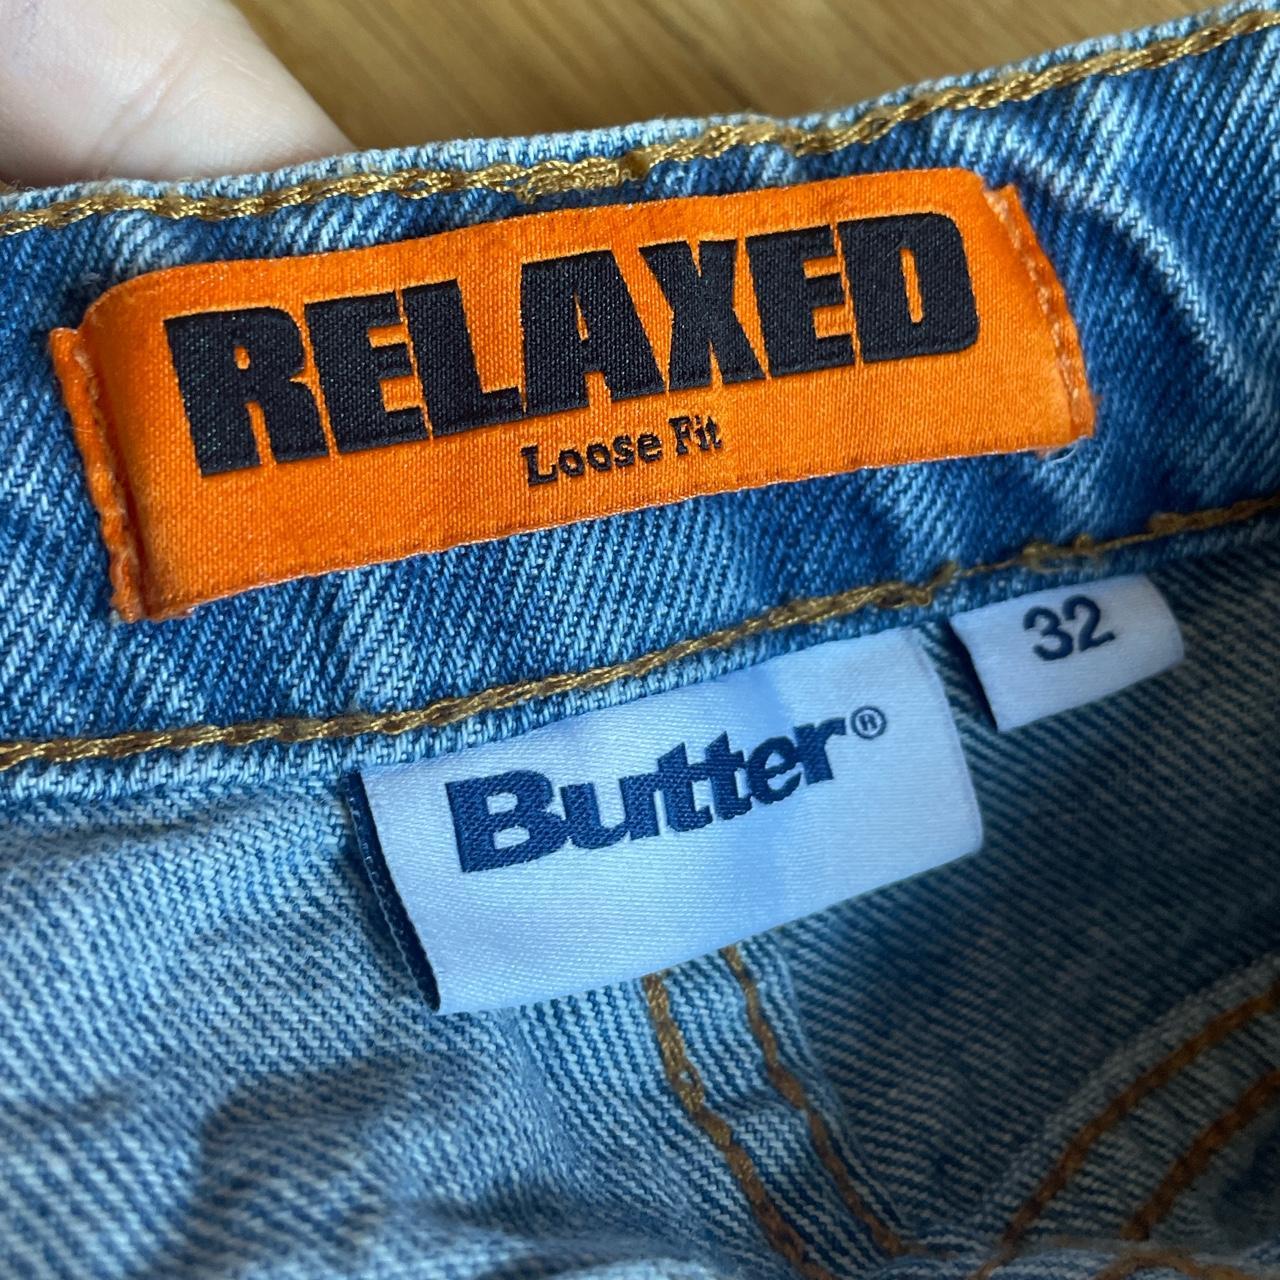 RELAXED
Loose Fit
32
Butter®